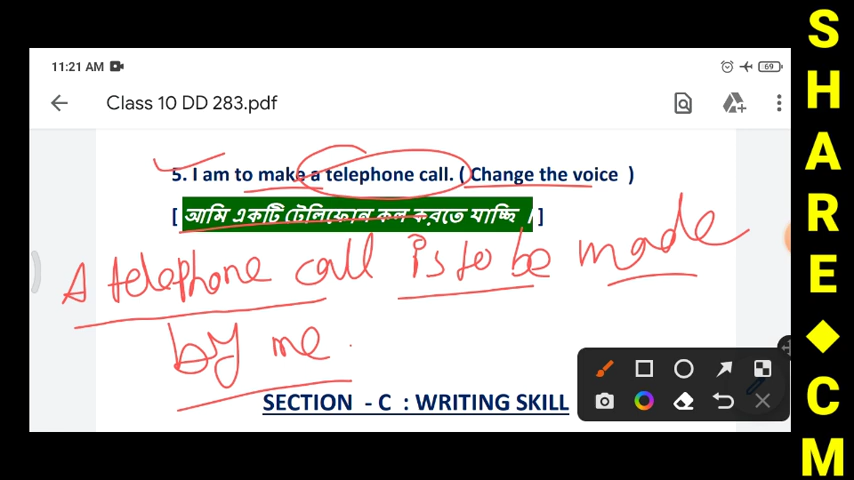 11:21 AM
69
Class 10 DD 283.pdf
5. I am to make a telephone call. ( Change the voice )
[ আমি একটি টেলিফোন কল করতে যাচ্ছি । ]
A telephone call is to be made
by me.
SECTION - C : WRITING SKILL
SHARE◆CM